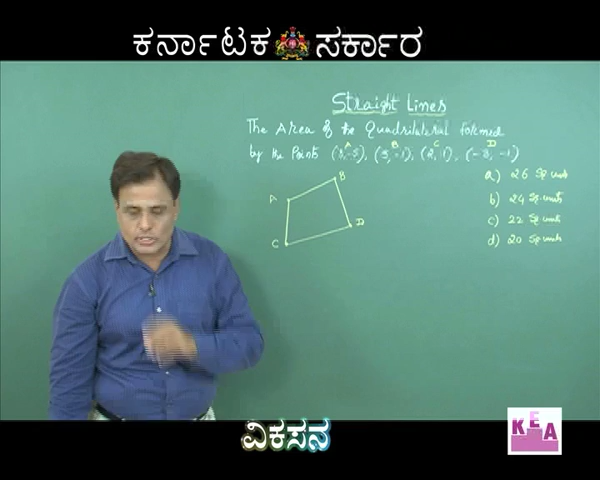 ಕರ್ನಾಟಕ ಸರ್ಕಾರ
Straight Lines
The Area of the Quadrilateral formed
A B C D
by the Points (3,-5), (5,-1), (2,1), (-3,-1)
a) 26 Sq units
b) 24 Sq units
c) 22 Sq units
d) 20 Sq units
B
A
D
C
ವಿಕಸನ
KEA